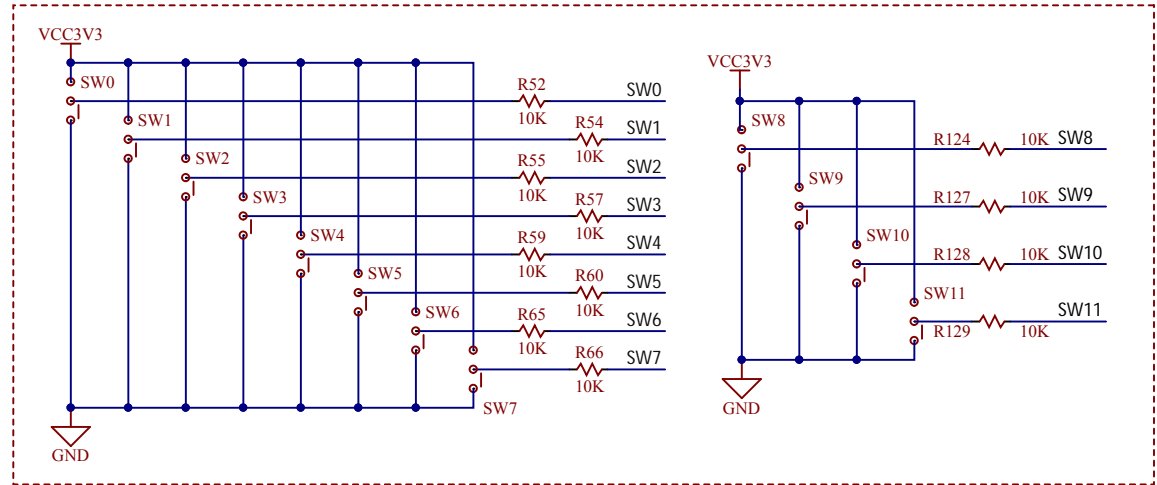 VCC3V3
SW0
R52
10K
SW0
SW1
R54
10K
SW1
SW2
R55
10K
SW2
SW3
R57
10K
SW3
SW4
R59
10K
SW4
SW5
R60
10K
SW5
SW6
R65
10K
SW6
SW7
R66
10K
SW7
GND
VCC3V3
SW8
R124 10K SW8
SW9
R127 10K SW9
SW10
R128 10K SW10
SW11
R129 10K SW11
GND